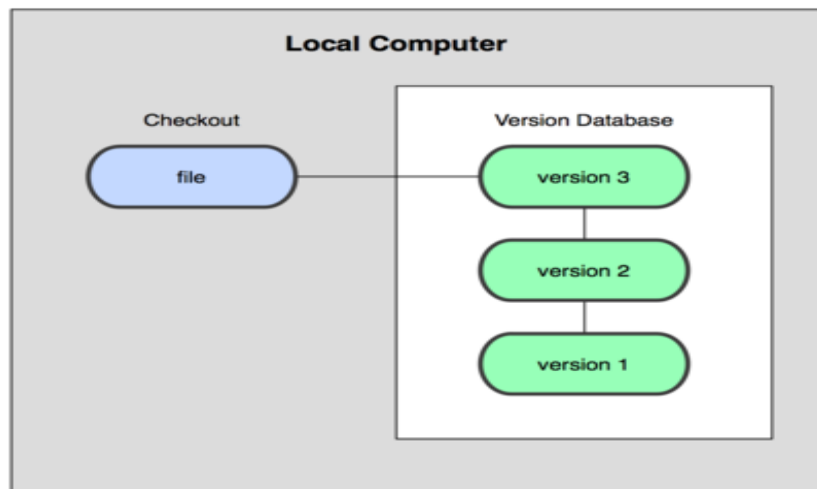 Local Computer
Checkout
Version Database
file
version 3
version 2
version 1